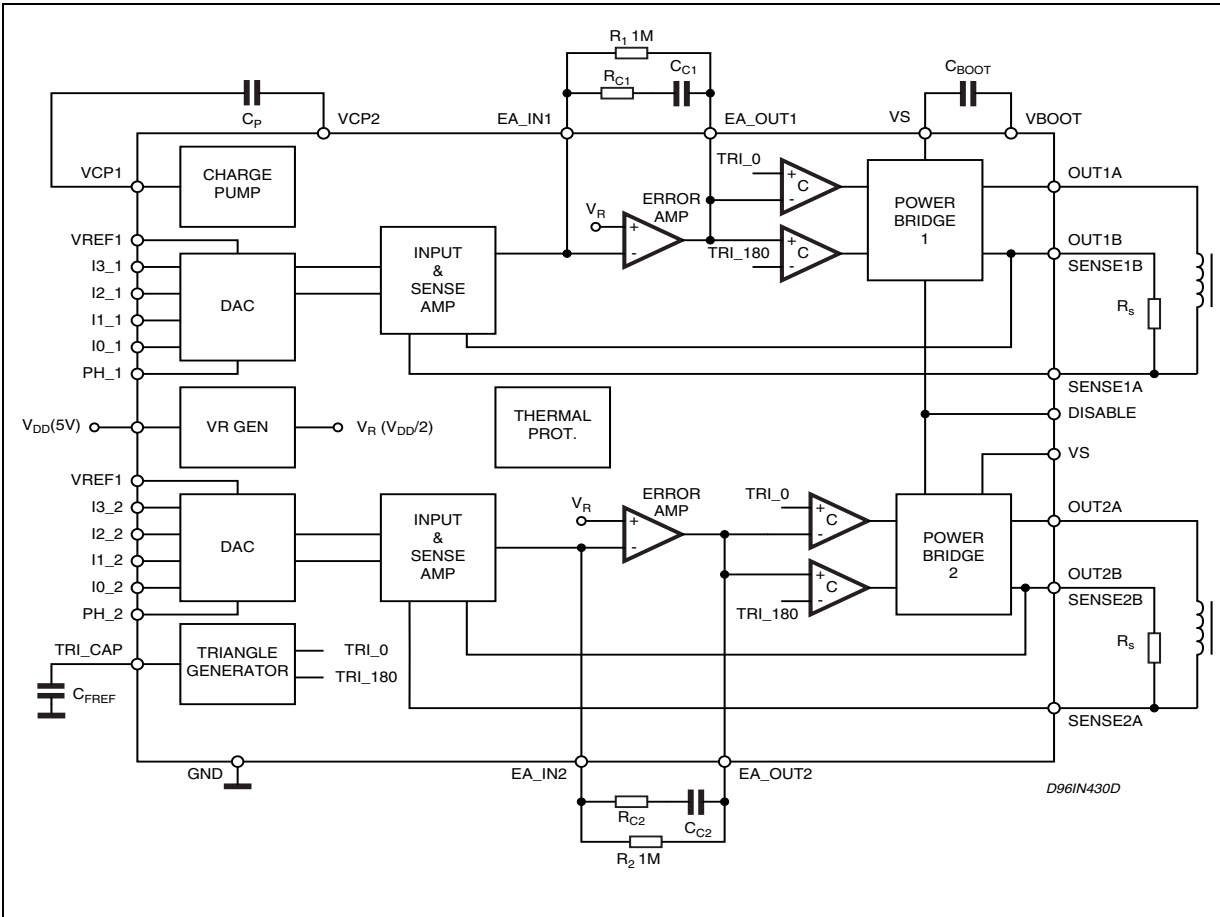 R1 1M
RC1
CC1
CBOOT
CP
VCP2
EA_IN1
EA_OUT1
VS
VBOOT
VCP1
CHARGE
PUMP
TRI_0
+
C
-
OUT1A
POWER
BRIDGE
1
VR
ERROR
AMP
+
-
VREF1
I3_1
I2_1
I1_1
I0_1
PH_1
DAC
INPUT
&
SENSE
AMP
TRI_180
+
C
-
OUT1B
SENSE1B
Rs
SENSE1A
VDD(5V)
VR GEN
VR (VDD/2)
THERMAL
PROT.
DISABLE
VS
VREF1
I3_2
I2_2
I1_2
I0_2
PH_2
DAC
INPUT
&
SENSE
AMP
VR
ERROR
AMP
+
-
TRI_0
+
C
-
+
C
-
TRI_180
POWER
BRIDGE
2
OUT2A
OUT2B
SENSE2B
Rs
SENSE2A
TRI_CAP
TRIANGLE
GENERATOR
TRI_0
TRI_180
CFREF
GND
EA_IN2
EA_OUT2
D96IN430D
RC2
CC2
R2 1M